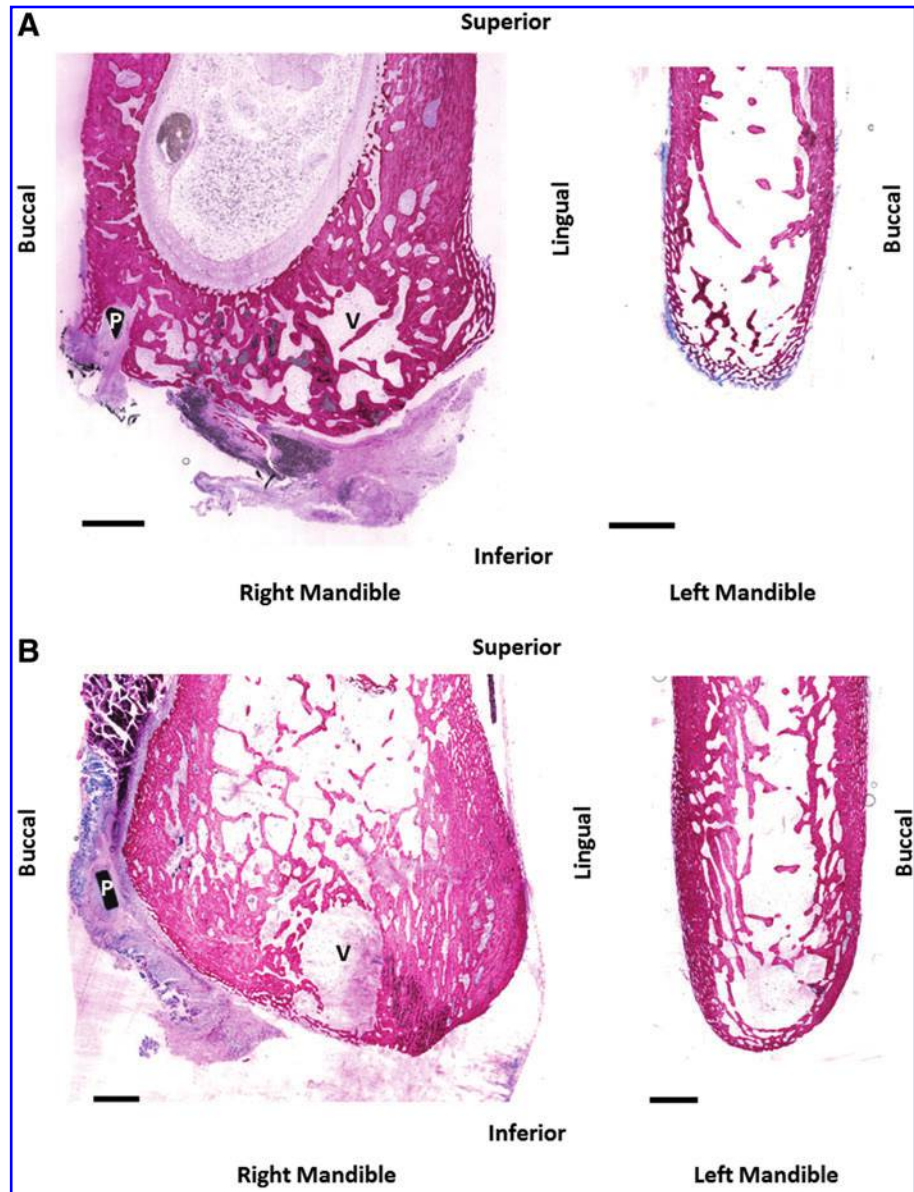 A
Superior
Buccal
P
V
Lingual
Buccal
Inferior
Right Mandible
Left Mandible
B
Superior
Buccal
P
V
Lingual
Buccal
Inferior
Right Mandible
Left Mandible